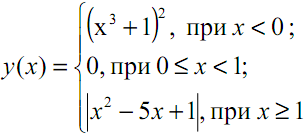 (x³ + 1)², при x < 0 ;
y(x) = { 0, при 0 ≤ x < 1;
|x² − 5x + 1|, при x ≥ 1